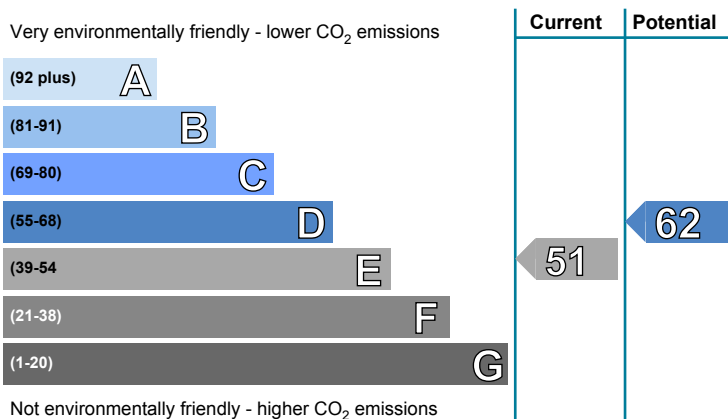 Current Potential
Very environmentally friendly - lower CO2 emissions
(92 plus) A
(81-91) B
(69-80) C
(55-68) D
62
(39-54 E
51
(21-38) F
(1-20) G
Not environmentally friendly - higher CO2 emissions